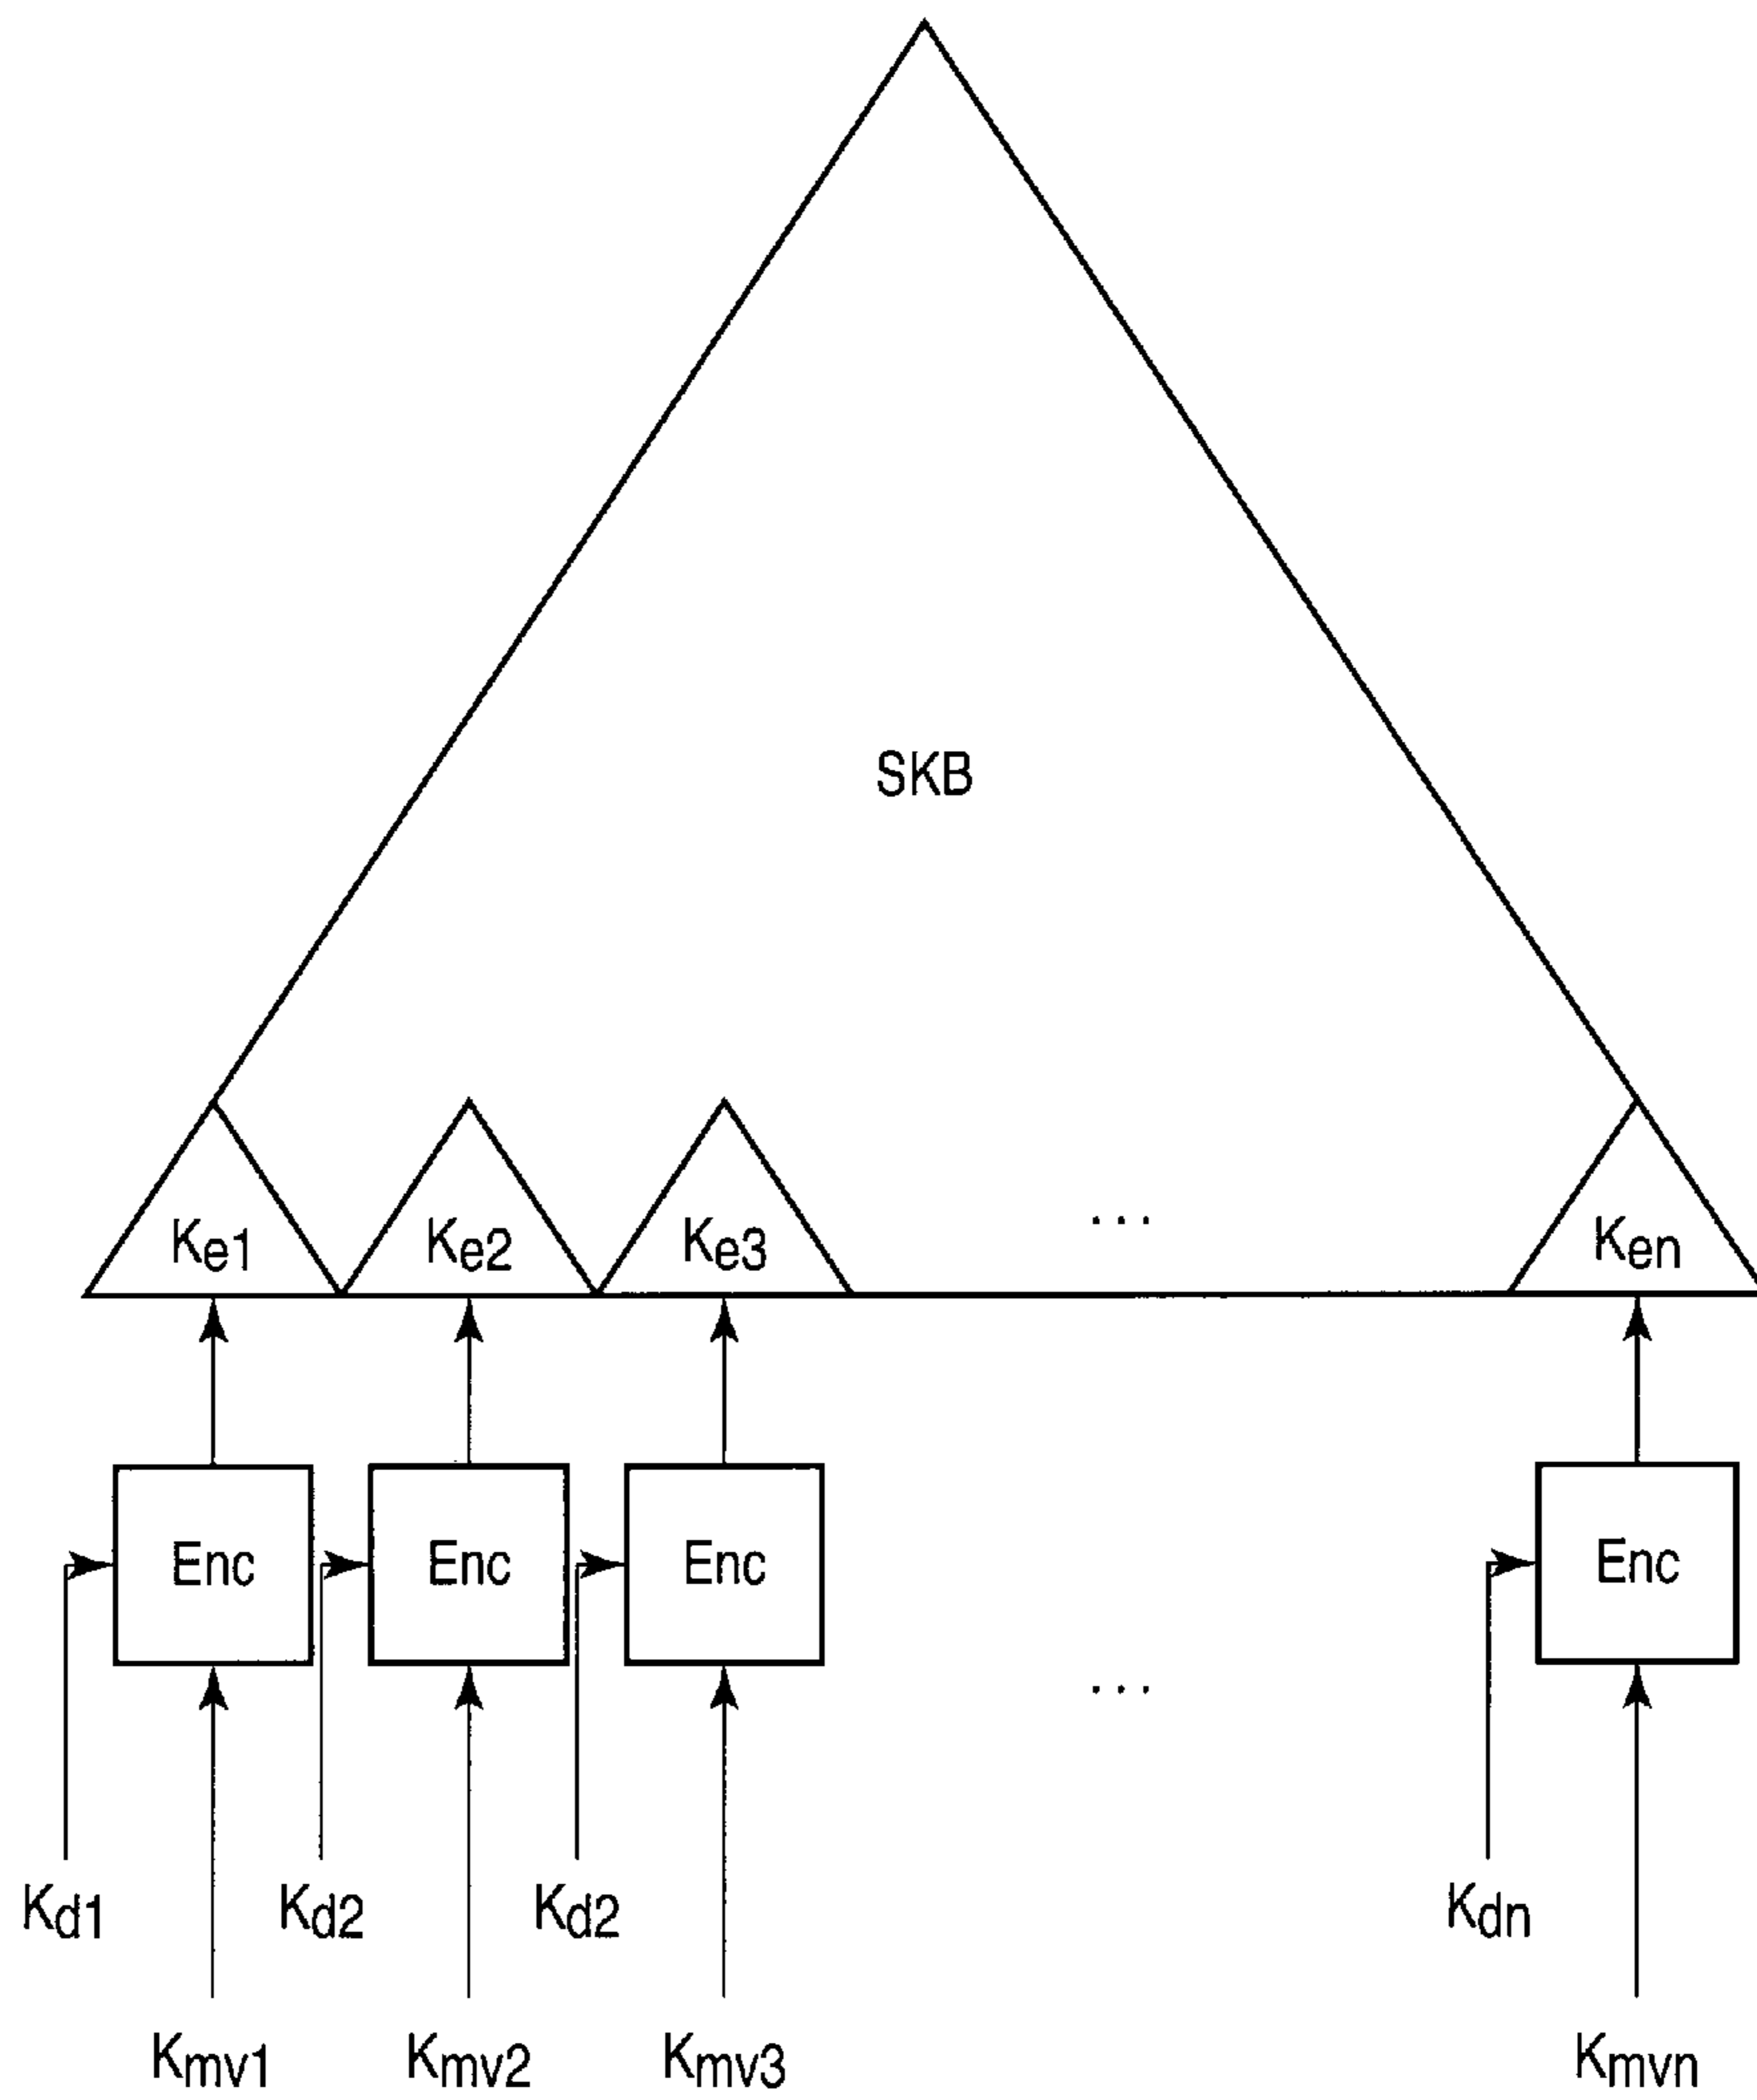 SKB
Ke1 Ke2 Ke3 ... Ken
Enc Enc Enc Enc
...
Kd1 Kd2 Kd2 Kdn
Kmv1 Kmv2 Kmv3 Kmvn